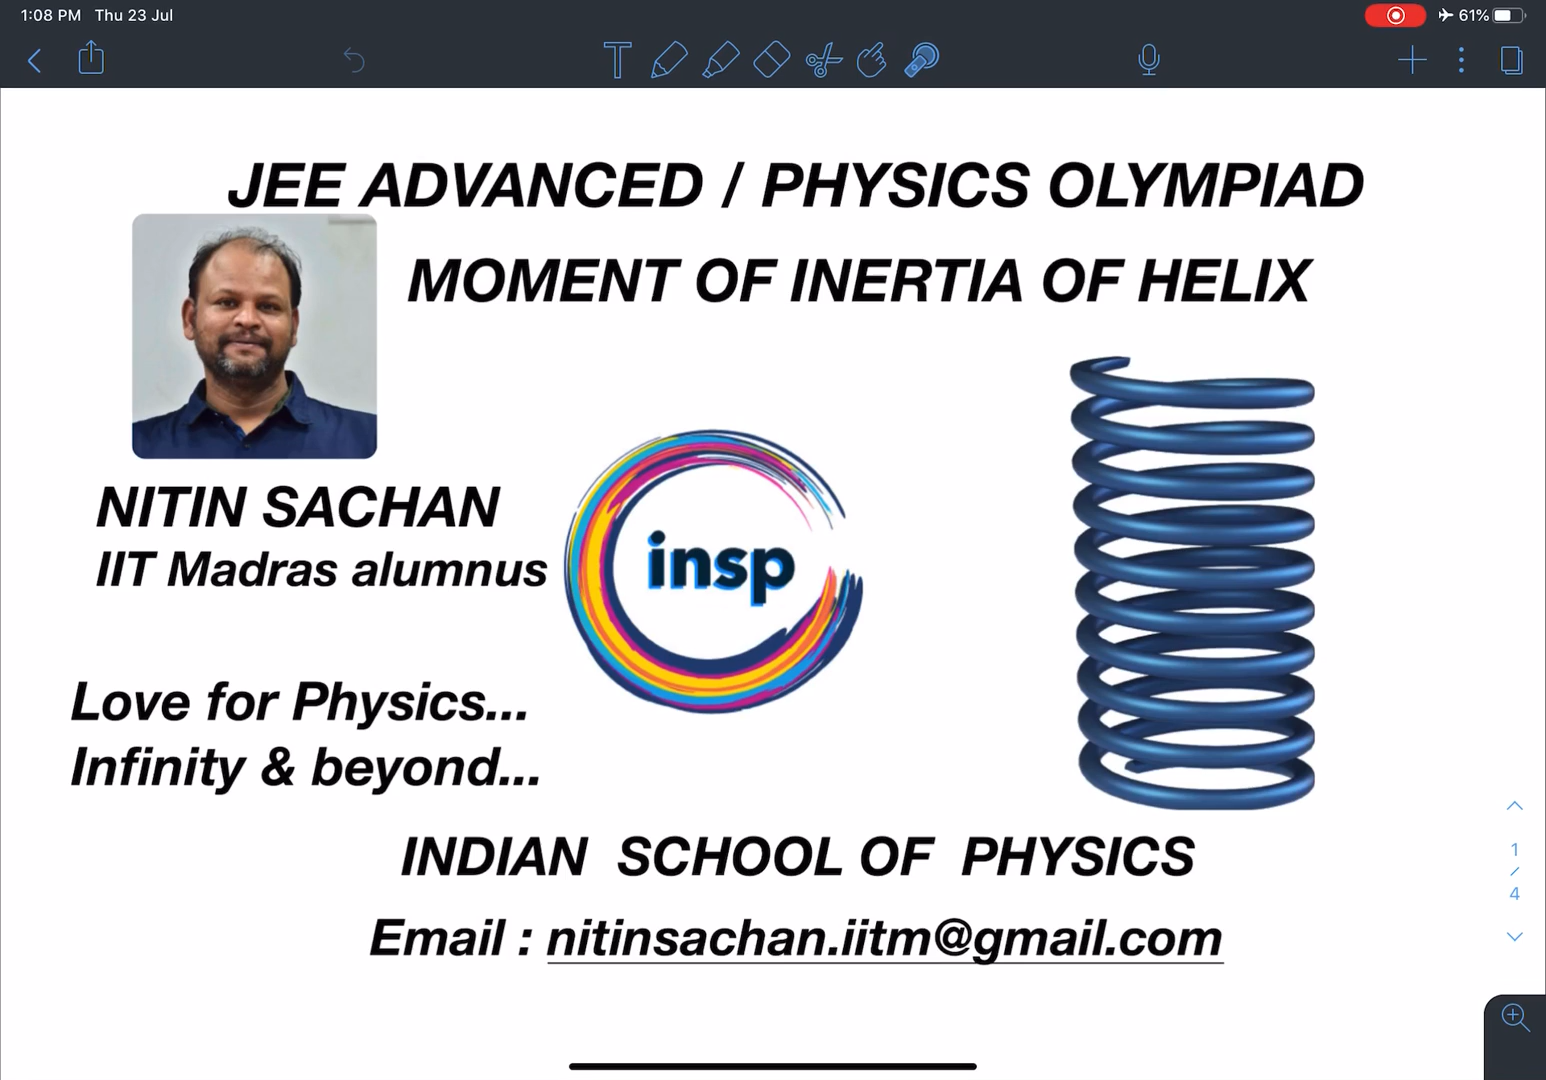 1:08 PM Thu 23 Jul
61%
T
JEE ADVANCED / PHYSICS OLYMPIAD
MOMENT OF INERTIA OF HELIX
NITIN SACHAN
IIT Madras alumnus
insp
Love for Physics...
Infinity & beyond...
INDIAN SCHOOL OF PHYSICS
Email : nitinsachan.iitm@gmail.com
1
/
4